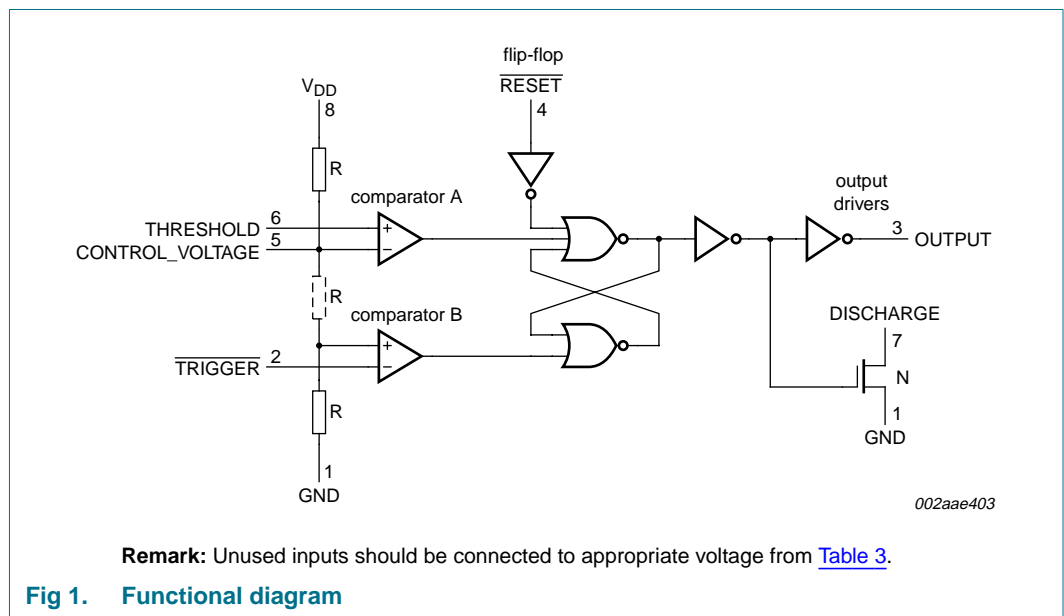 flip-flop
RESET
4
VDD
8
R
comparator A
output
drivers
THRESHOLD 6
+
3 OUTPUT
CONTROL_VOLTAGE 5
−
R
comparator B
DISCHARGE
7
+
TRIGGER 2
−
N
R
1
GND
1
GND
002aae403
Remark: Unused inputs should be connected to appropriate voltage from Table 3.
Fig 1. Functional diagram